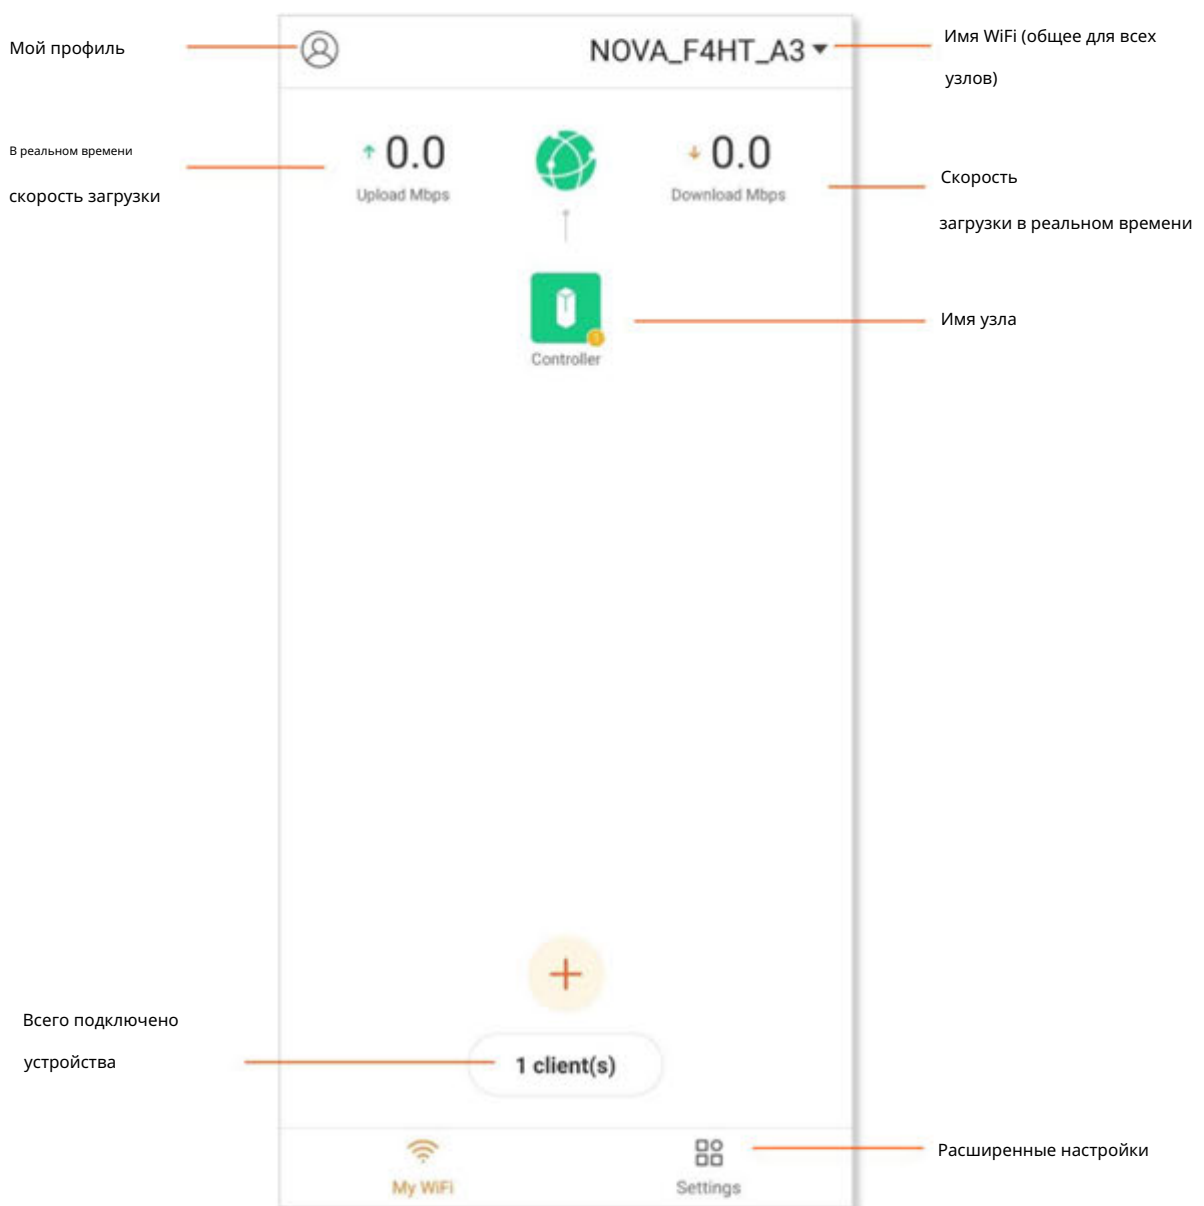 Мой профиль
NOVA_F4HT_A3
Имя WiFi (общее для всех
узлов)
В реальном времени
скорость загрузки
0.0
Upload Mbps
0.0
Download Mbps
Скорость
загрузки в реальном времени
Controller
Имя узла
Всего подключено
устройства
1 client(s)
My WiFi
Settings
Расширенные настройки